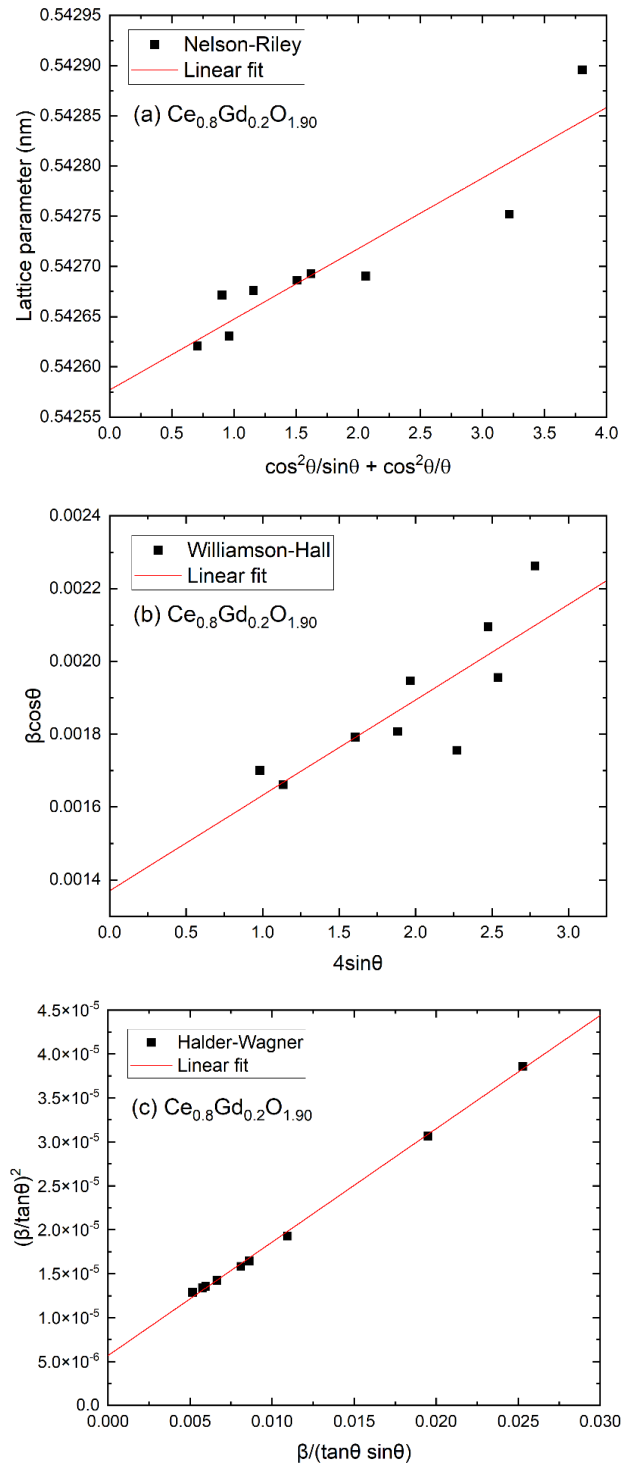 0.54295
0.54290
0.54285
0.54280
0.54275
0.54270
0.54265
0.54260
0.54255
Lattice parameter (nm)
Nelson-Riley
Linear fit
(a) Ce0.8Gd0.2O1.90
0.0 0.5 1.0 1.5 2.0 2.5 3.0 3.5 4.0
cos²θ/sinθ + cos²θ/θ
0.0024
0.0022
0.0020
0.0018
0.0016
0.0014
βcosθ
Williamson-Hall
Linear fit
(b) Ce0.8Gd0.2O1.90
0.0 0.5 1.0 1.5 2.0 2.5 3.0
4sinθ
4.5×10⁻⁵
4.0×10⁻⁵
3.5×10⁻⁵
3.0×10⁻⁵
2.5×10⁻⁵
2.0×10⁻⁵
1.5×10⁻⁵
1.0×10⁻⁵
5.0×10⁻⁶
0.0
(β/tanθ)²
Halder-Wagner
Linear fit
(c) Ce0.8Gd0.2O1.90
0.000 0.005 0.010 0.015 0.020 0.025 0.030
β/(tanθ sinθ)